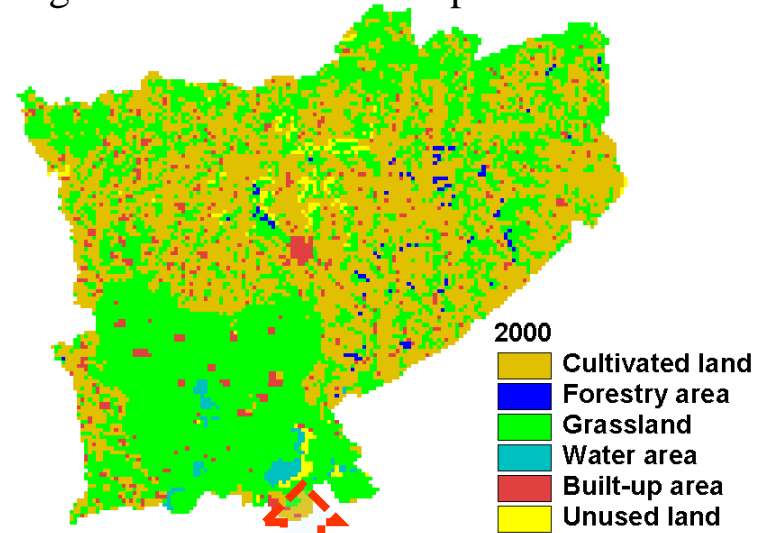 2000
Cultivated land
Forestry area
Grassland
Water area
Built-up area
Unused land